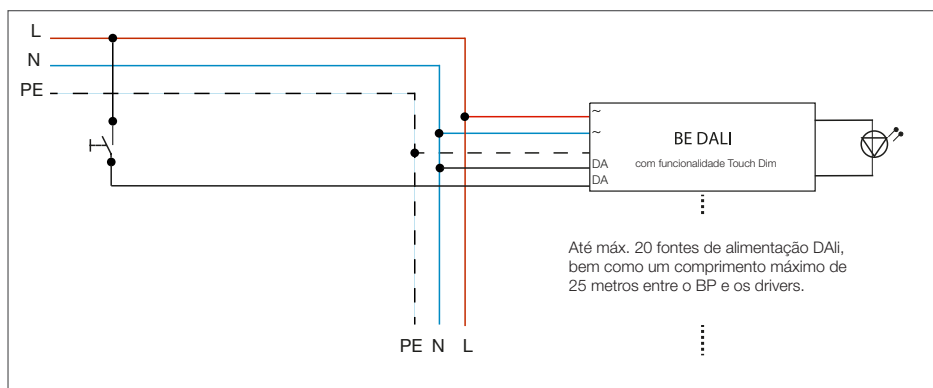 L
N
PE
~
~
DA
DA
BE DALI
com funcionalidade Touch Dim
Até máx. 20 fontes de alimentação DAli,
bem como um comprimento máximo de
25 metros entre o BP e os drivers.
PE N L